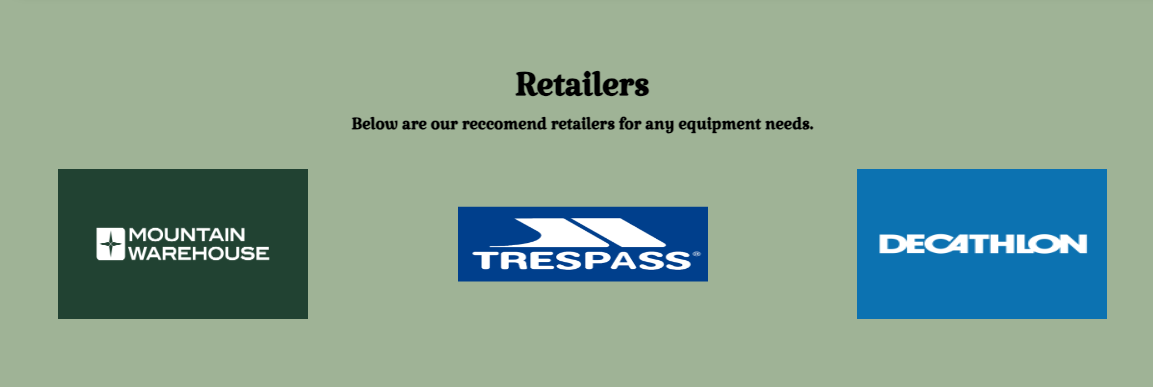 Retailers
Below are our reccomend retailers for any equipment needs.
MOUNTAIN
WAREHOUSE
TRESPASS®
DECATHLON